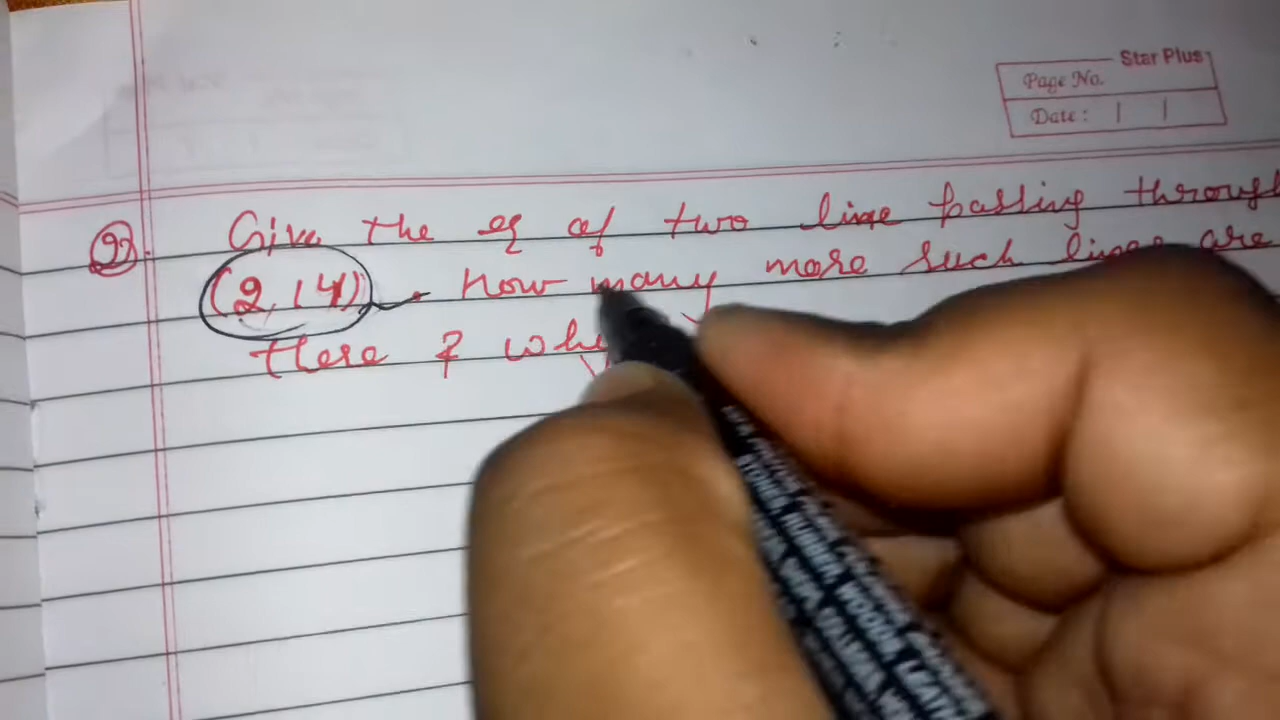 Star Plus
Page No.
Date :
Q2. Give the eq of two line passing through
(2, 14). How many more such lines are
there & why